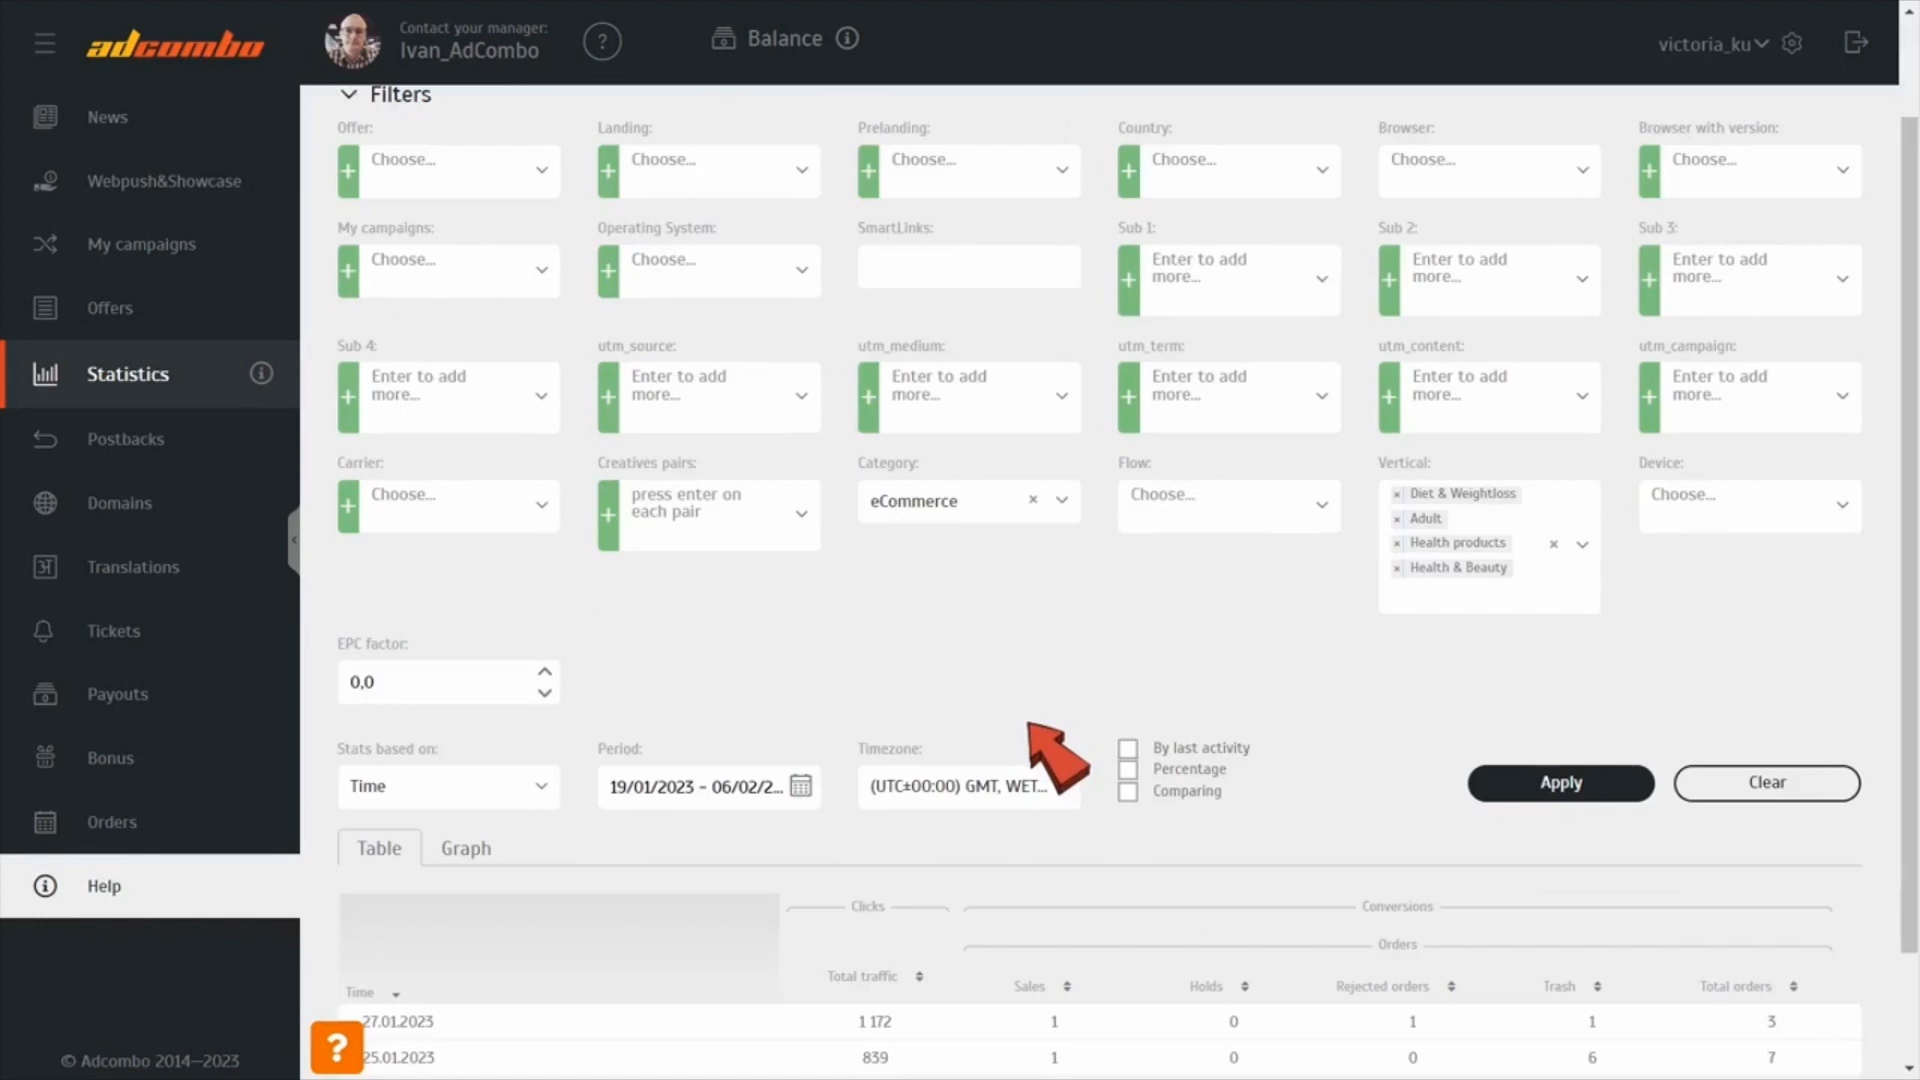 adcombo
Contact your manager:
Ivan_AdCombo
?
Balance
victoria_ku
News
Webpush&Showcase
My campaigns
Offers
Statistics
Postbacks
Domains
Translations
Tickets
Payouts
Bonus
Orders
Help
© Adcombo 2014–2023
Filters
Offer: Landing: Prelanding: Country: Browser: Browser with version:
Choose... Choose... Choose... Choose... Choose... Choose...
My campaigns: Operating System: SmartLinks: Sub 1: Sub 2: Sub 3:
Choose... Choose... Enter to add Enter to add Enter to add
more... more... more...
Sub 4: utm_source: utm_medium: utm_term: utm_content: utm_campaign:
Enter to add Enter to add Enter to add Enter to add Enter to add Enter to add
more... more... more... more... more... more...
Carrier: Creatives pairs: Category: Flow: Vertical: Device:
Choose... press enter on eCommerce × Choose... × Diet & Weightloss Choose...
each pair × Adult
× Health products ×
× Health & Beauty
EPC factor:
0,0
Stats based on: Period: Timezone: By last activity
Time 19/01/2023 - 06/02/2... (UTC±00:00) GMT, WET... Percentage Apply Clear
Comparing
Table Graph
Clicks Conversions
Orders
Time Total traffic Sales Holds Rejected orders Trash Total orders
27.01.2023 1 172 1 0 1 1 3
? 25.01.2023 839 1 0 0 6 7